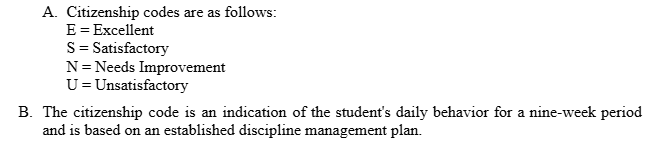 A. Citizenship codes are as follows:
E = Excellent
S = Satisfactory
N = Needs Improvement
U = Unsatisfactory
B. The citizenship code is an indication of the student's daily behavior for a nine-week period
and is based on an established discipline management plan.